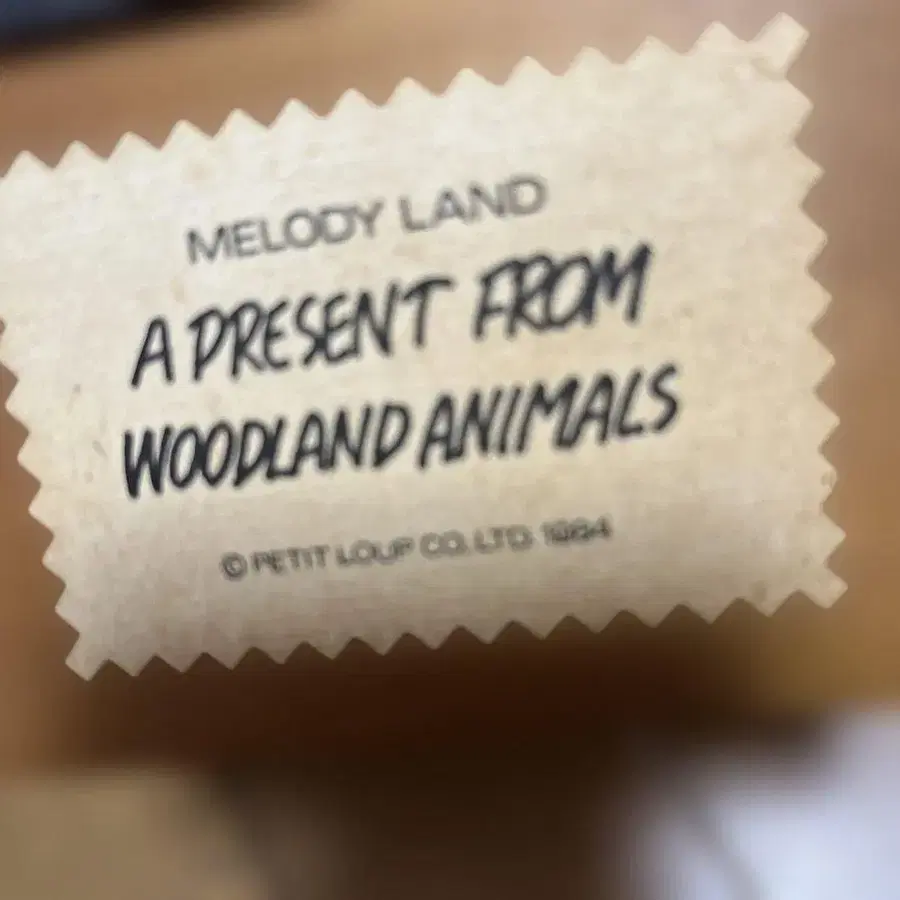 MELODY LAND
A PRESENT FROM
WOODLAND ANIMALS
© PETIT LOUP CO. LTD. 1984